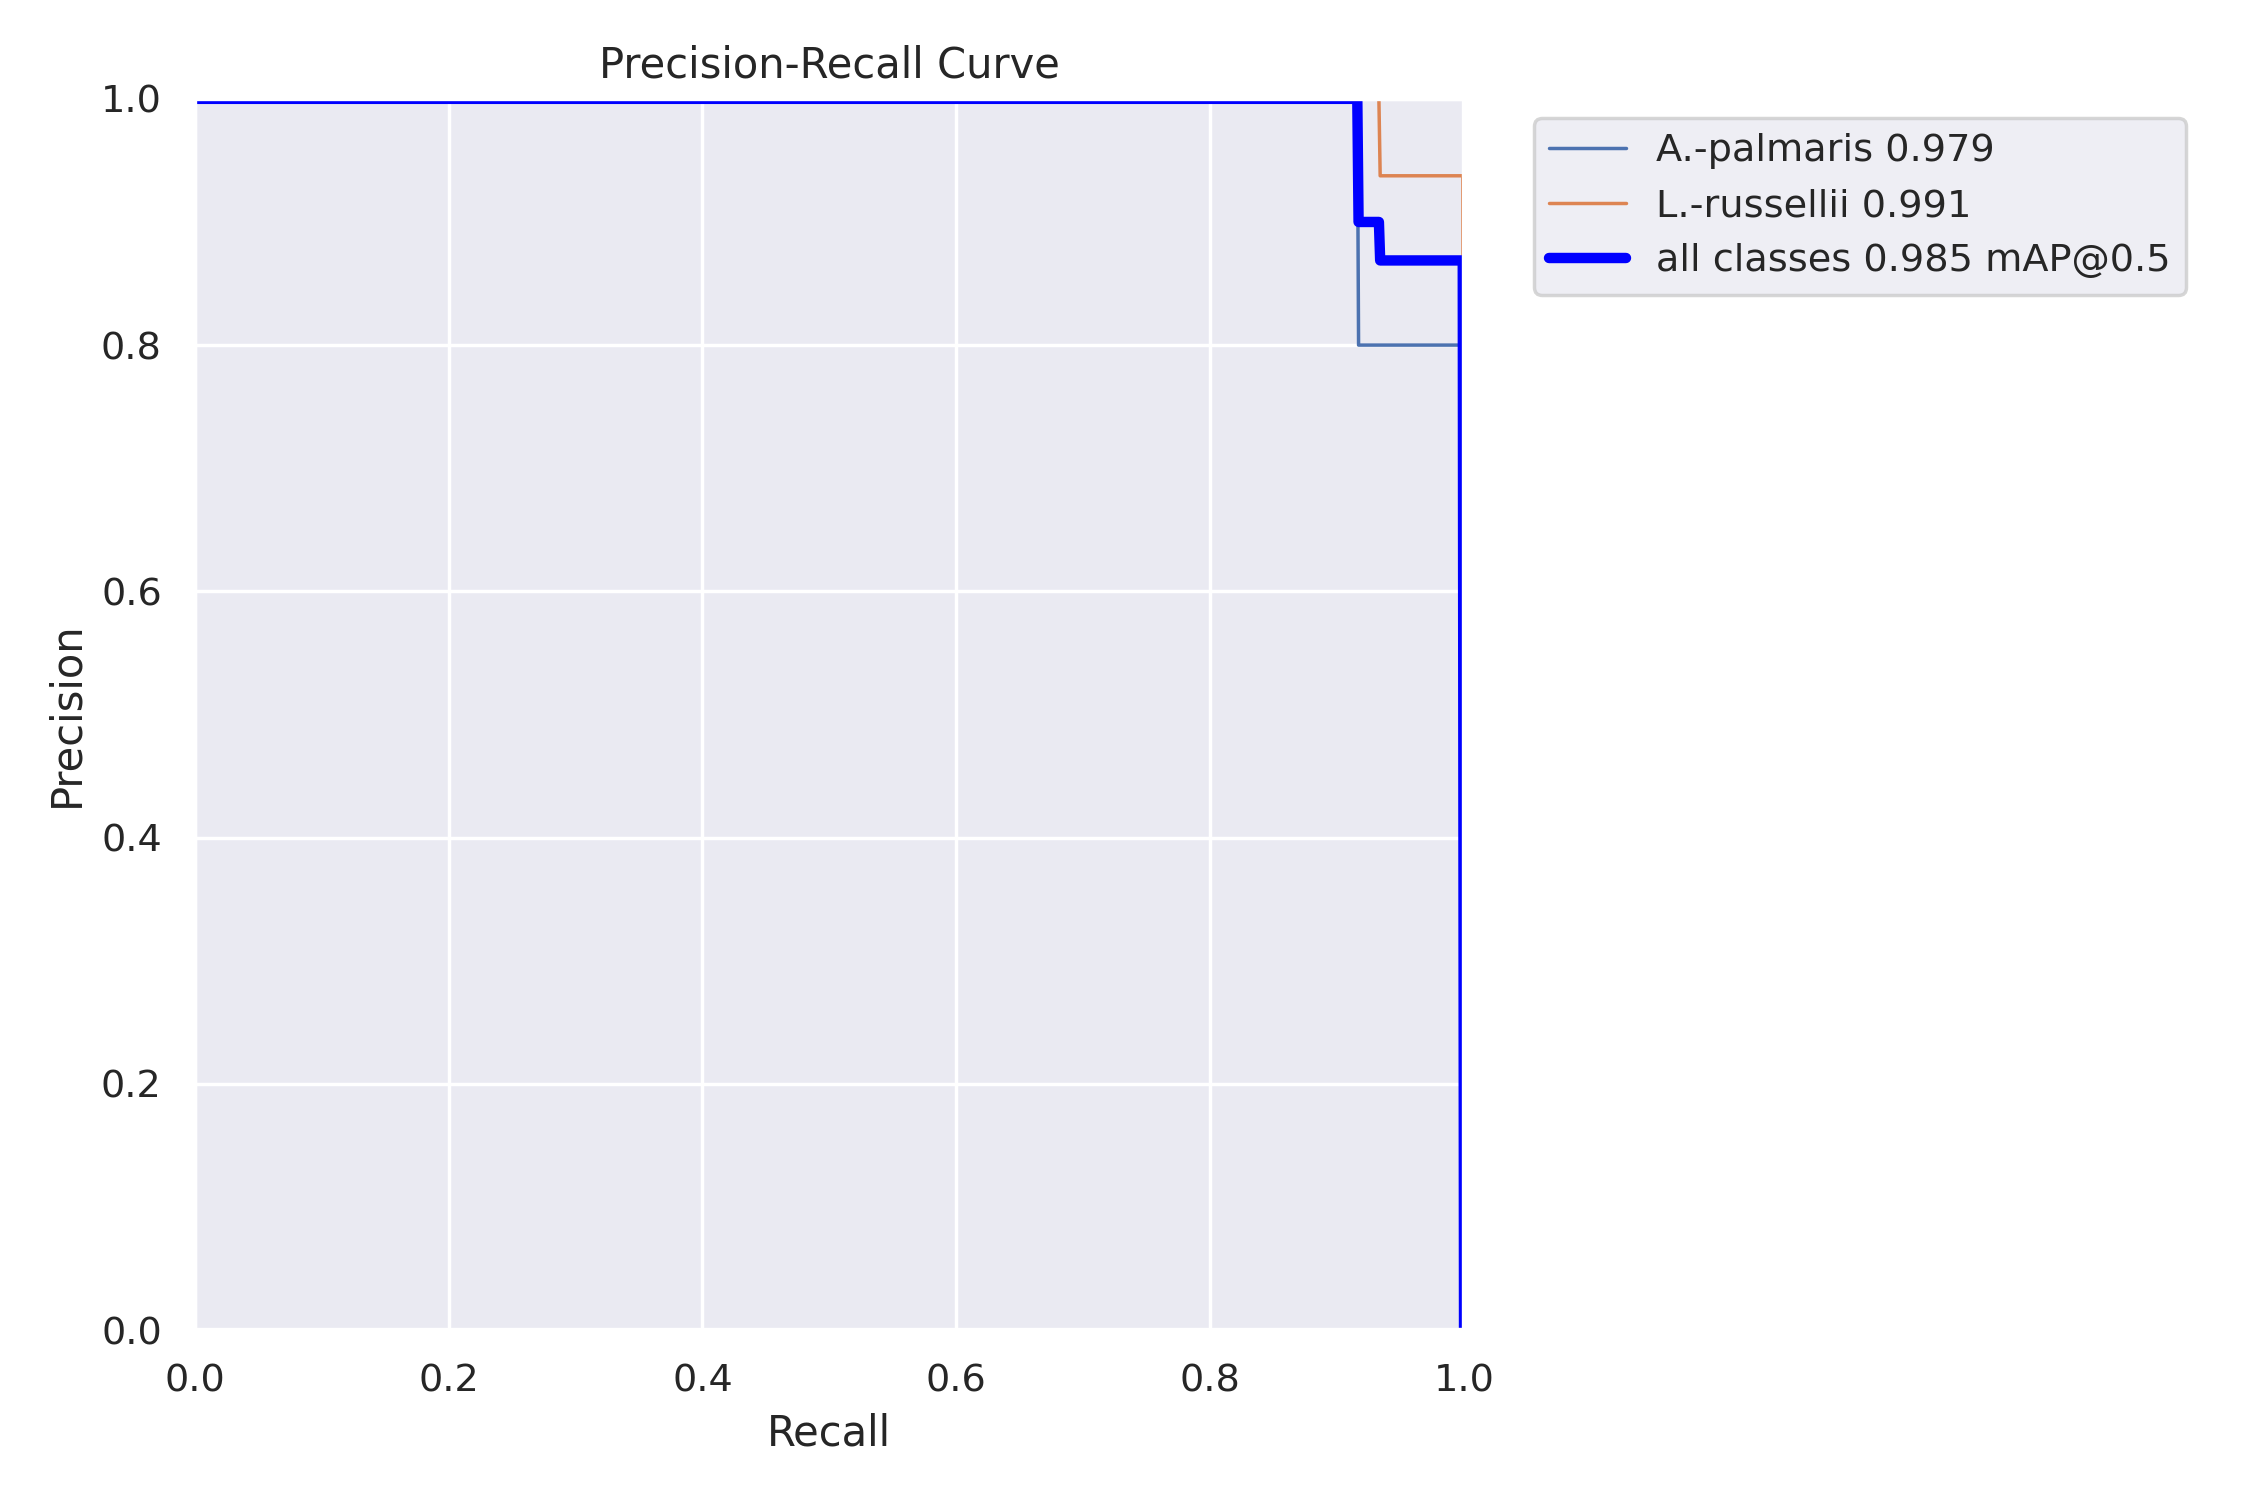 Precision-Recall Curve
1.0
0.8
0.6
0.4
0.2
0.0
Precision
0.0 0.2 0.4 0.6 0.8 1.0
Recall
A.-palmaris 0.979
L.-russellii 0.991
all classes 0.985 mAP@0.5